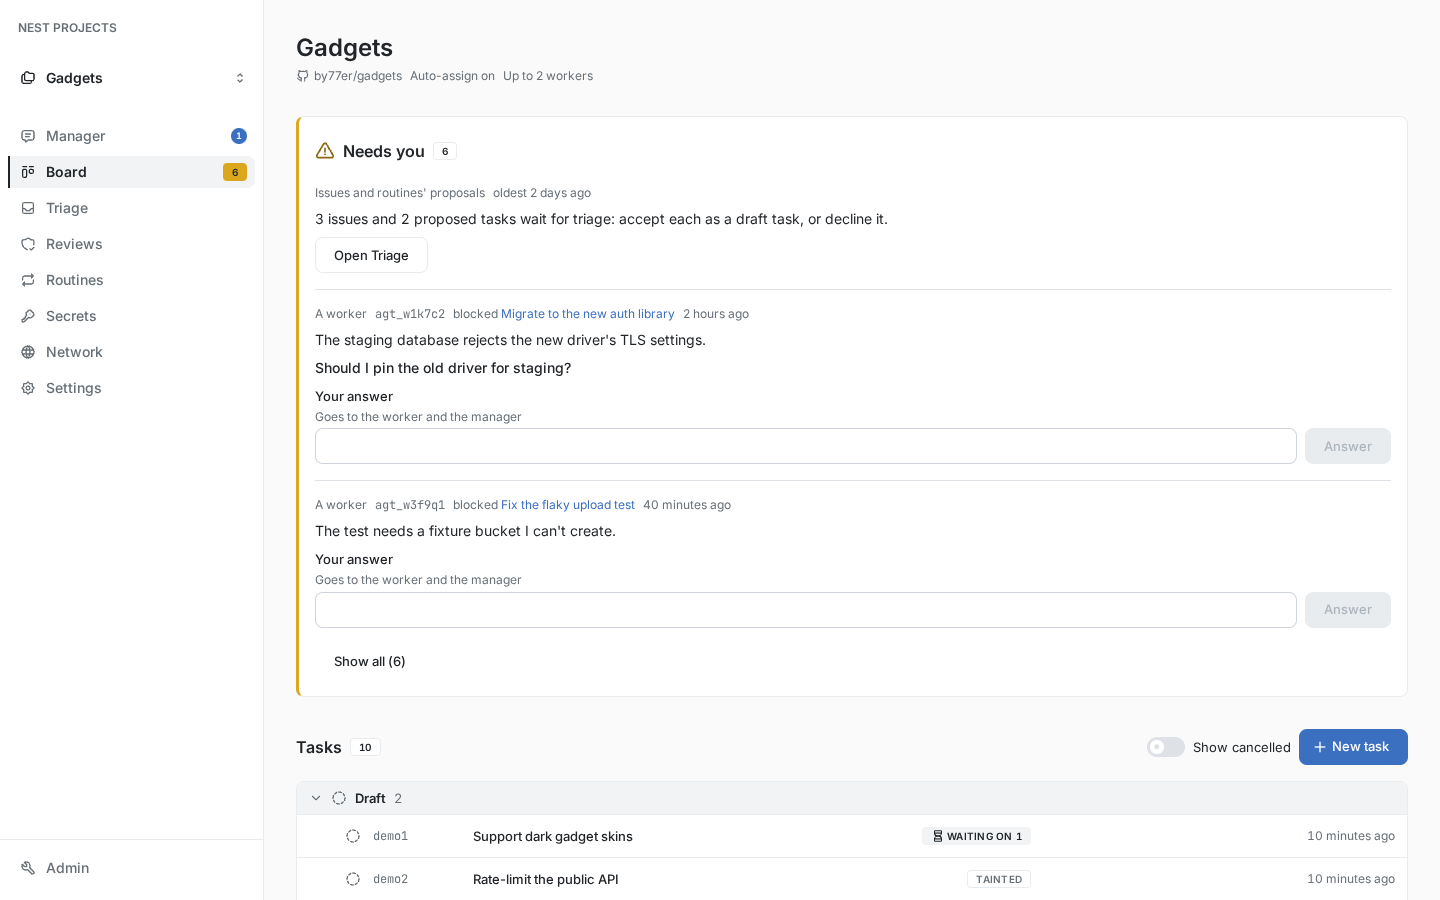 NEST PROJECTS
Gadgets
Manager 1
Board 6
Triage
Reviews
Routines
Secrets
Network
Settings
Admin
Gadgets
by77er/gadgets Auto-assign on Up to 2 workers
Needs you 6
Issues and routines' proposals oldest 2 days ago
3 issues and 2 proposed tasks wait for triage: accept each as a draft task, or decline it.
Open Triage
A worker agt_w1k7c2 blocked Migrate to the new auth library 2 hours ago
The staging database rejects the new driver's TLS settings.
Should I pin the old driver for staging?
Your answer
Goes to the worker and the manager
Answer
A worker agt_w3f9q1 blocked Fix the flaky upload test 40 minutes ago
The test needs a fixture bucket I can't create.
Your answer
Goes to the worker and the manager
Answer
Show all (6)
Tasks 10 Show cancelled New task
Draft 2
demo1 Support dark gadget skins WAITING ON 1 10 minutes ago
demo2 Rate-limit the public API TAINTED 10 minutes ago